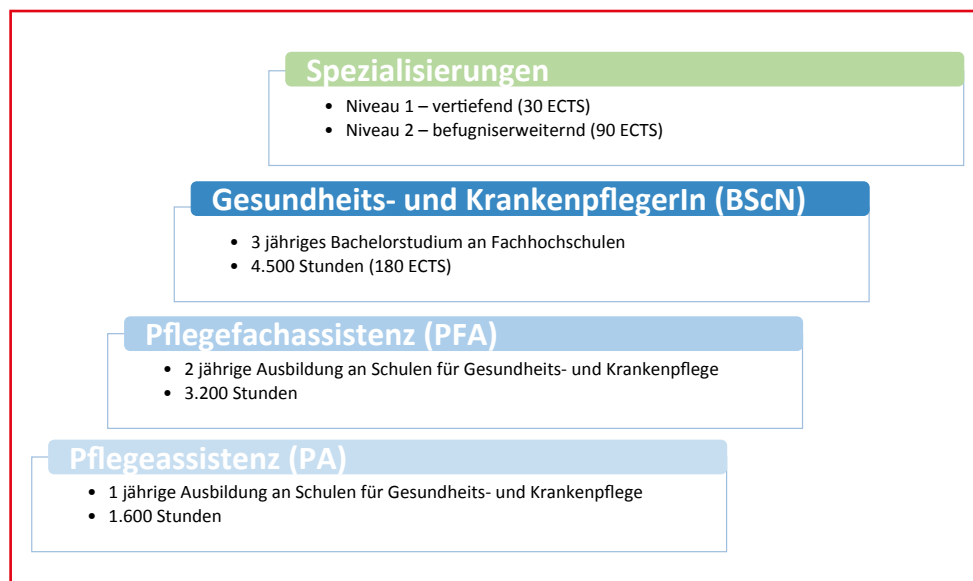 Spezialisierungen
• Niveau 1 – vertiefend (30 ECTS)
• Niveau 2 – befugniserweiternd (90 ECTS)
Gesundheits- und KrankenpflegerIn (BScN)
• 3 jähriges Bachelorstudium an Fachhochschulen
• 4.500 Stunden (180 ECTS)
Pflegefachassistenz (PFA)
• 2 jährige Ausbildung an Schulen für Gesundheits- und Krankenpflege
• 3.200 Stunden
Pflegeassistenz (PA)
• 1 jährige Ausbildung an Schulen für Gesundheits- und Krankenpflege
• 1.600 Stunden